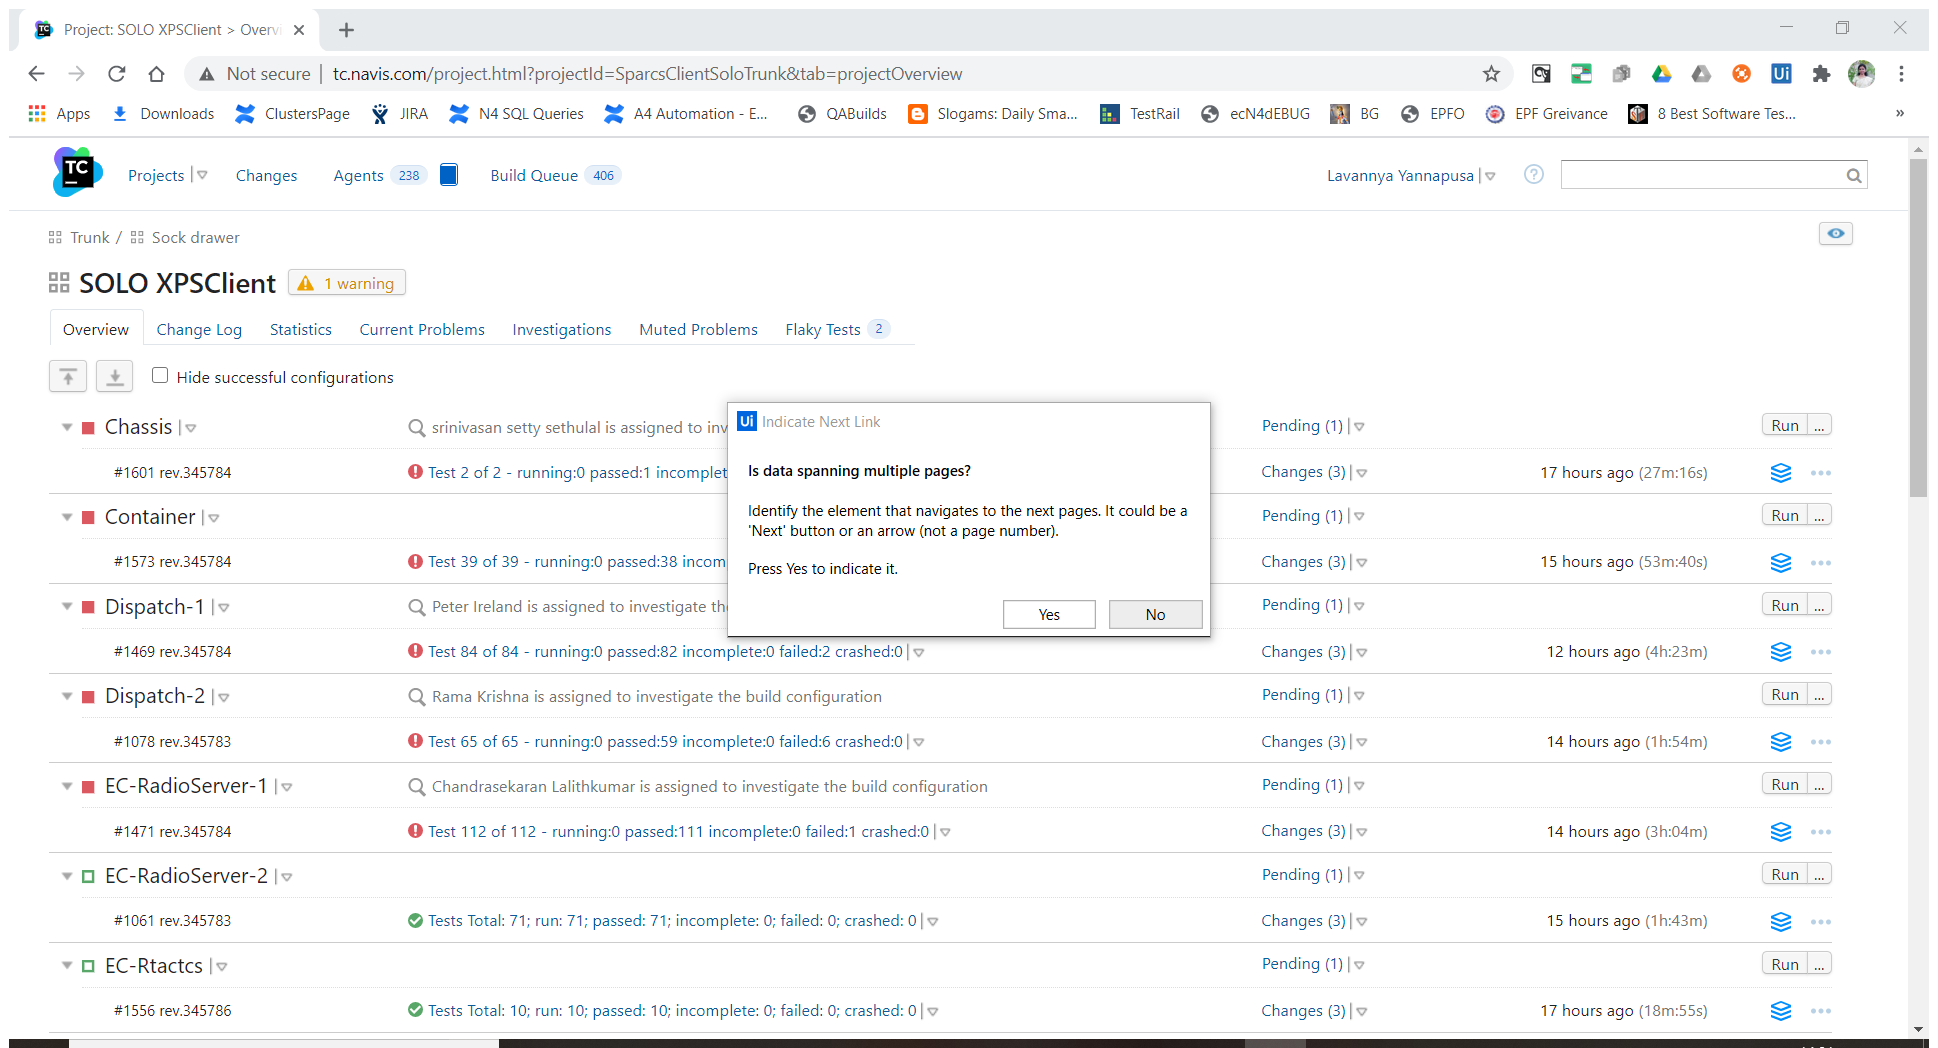 Project: SOLO XPSClient > Overvi
Not secure | tc.navis.com/project.html?projectId=SparcsClientSoloTrunk&tab=projectOverview
Apps Downloads ClustersPage JIRA N4 SQL Queries A4 Automation - E... QABuilds Slogams: Daily Sma... TestRail ecN4dEBUG BG EPFO EPF Greivance 8 Best Software Tes... »
TC Projects Changes Agents 238 Build Queue 406 Lavannya Yannapusa ?
Trunk / Sock drawer
SOLO XPSClient 1 warning
Overview Change Log Statistics Current Problems Investigations Muted Problems Flaky Tests 2
Hide successful configurations
Chassis srinivasan setty sethulal is assigned to inv Pending (1) Run ...
#1601 rev.345784 Test 2 of 2 - running:0 passed:1 incomplet Changes (3) 17 hours ago (27m:16s)
Container Pending (1) Run ...
#1573 rev.345784 Test 39 of 39 - running:0 passed:38 incom Changes (3) 15 hours ago (53m:40s)
Dispatch-1 Peter Ireland is assigned to investigate th Pending (1) Run ...
#1469 rev.345784 Test 84 of 84 - running:0 passed:82 incomplete:0 failed:2 crashed:0 Changes (3) 12 hours ago (4h:23m)
Dispatch-2 Rama Krishna is assigned to investigate the build configuration Pending (1) Run ...
#1078 rev.345783 Test 65 of 65 - running:0 passed:59 incomplete:0 failed:6 crashed:0 Changes (3) 14 hours ago (1h:54m)
EC-RadioServer-1 Chandrasekaran Lalithkumar is assigned to investigate the build configuration Pending (1) Run ...
#1471 rev.345784 Test 112 of 112 - running:0 passed:111 incomplete:0 failed:1 crashed:0 Changes (3) 14 hours ago (3h:04m)
EC-RadioServer-2 Pending (1) Run ...
#1061 rev.345783 Tests Total: 71; run: 71; passed: 71; incomplete: 0; failed: 0; crashed: 0 Changes (3) 15 hours ago (1h:43m)
EC-Rtactcs Pending (1) Run ...
#1556 rev.345786 Tests Total: 10; run: 10; passed: 10; incomplete: 0; failed: 0; crashed: 0 Changes (3) 17 hours ago (18m:55s)
Ui Indicate Next Link
Is data spanning multiple pages?
Identify the element that navigates to the next pages. It could be a
'Next' button or an arrow (not a page number).
Press Yes to indicate it.
Yes No